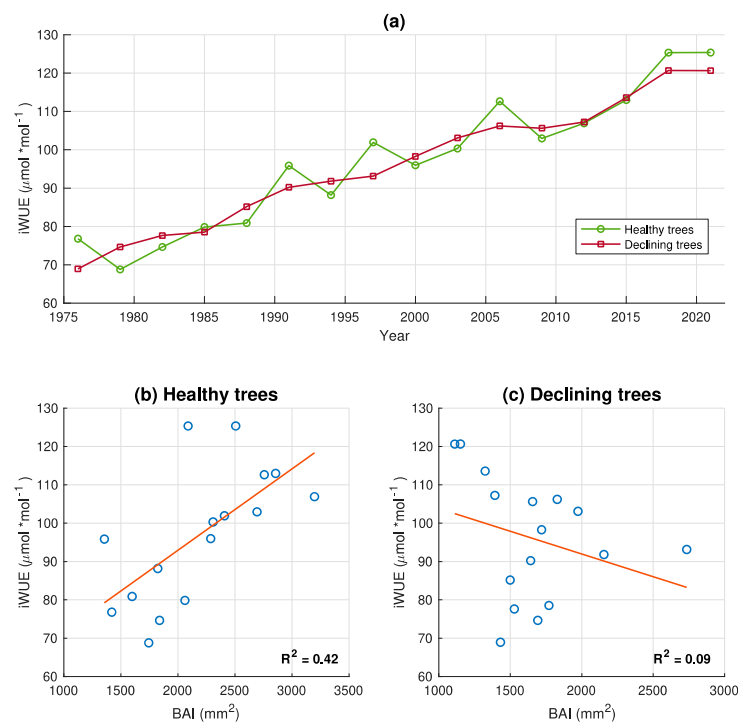 (a)
130
120
110
100
90
80
70
60
iWUE (μmol *mol⁻¹)
Healthy trees
Declining trees
1975 1980 1985 1990 1995 2000 2005 2010 2015 2020
Year
(b) Healthy trees
130
120
110
100
90
80
70
60
iWUE (μmol *mol⁻¹)
R² = 0.42
1000 1500 2000 2500 3000 3500
BAI (mm²)
(c) Declining trees
130
120
110
100
90
80
70
60
iWUE (μmol *mol⁻¹)
R² = 0.09
1000 1500 2000 2500 3000
BAI (mm²)